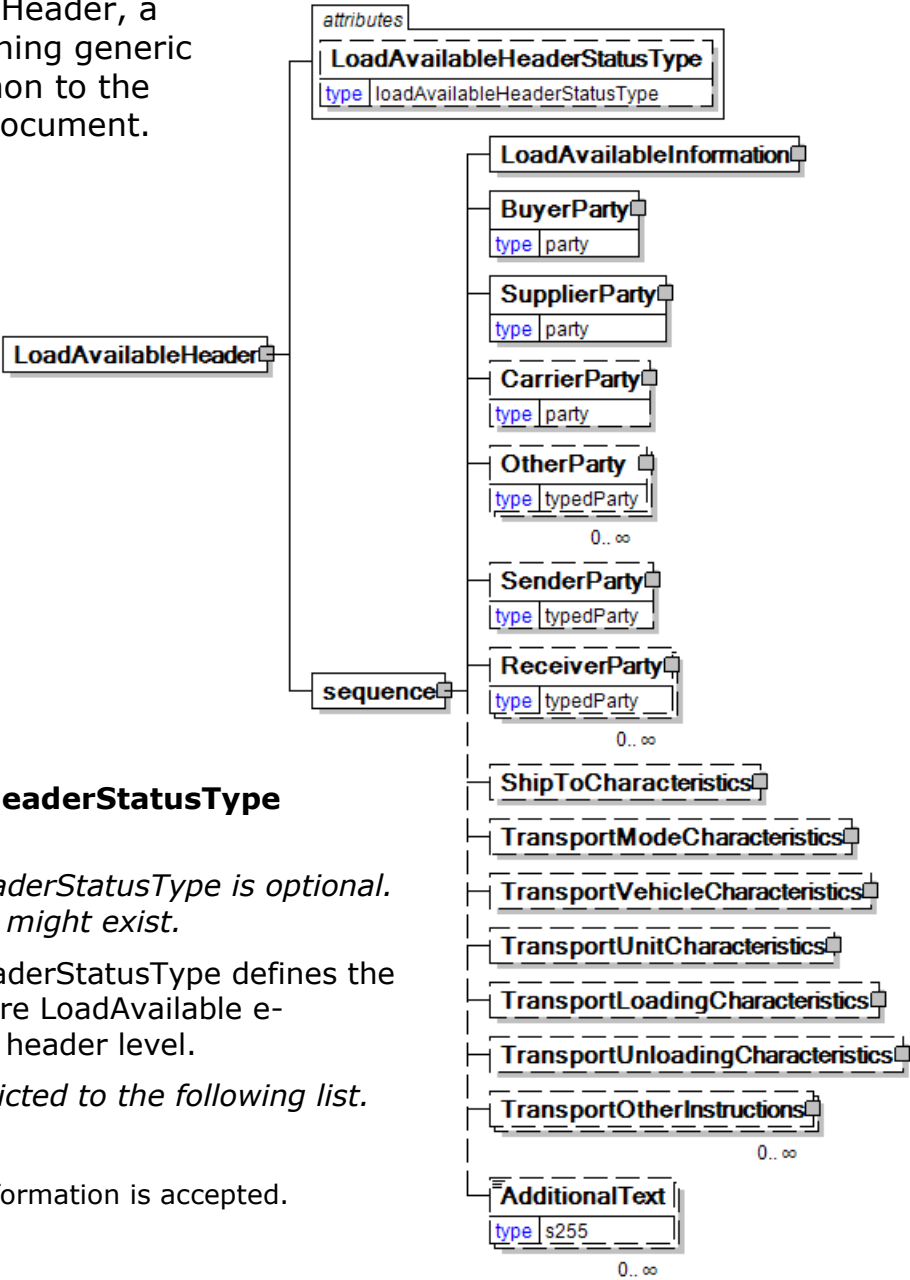 Header, a
ning generic
non to the
ocument.
attributes
LoadAvailableHeaderStatusType
type loadAvailableHeaderStatusType
LoadAvailableHeader
sequence
LoadAvailableInformation
BuyerParty
type party
SupplierParty
type party
CarrierParty
type party
OtherParty
type typedParty
0.. ∞
SenderParty
type typedParty
ReceiverParty
type typedParty
0.. ∞
ShipToCharacteristics
TransportModeCharacteristics
TransportVehicleCharacteristics
TransportUnitCharacteristics
TransportLoadingCharacteristics
TransportUnloadingCharacteristics
TransportOtherInstructions
0.. ∞
AdditionalText
type s255
0.. ∞
eaderStatusType
aderStatusType is optional.
might exist.
aderStatusType defines the
re LoadAvailable e-
header level.
icted to the following list.
formation is accepted.